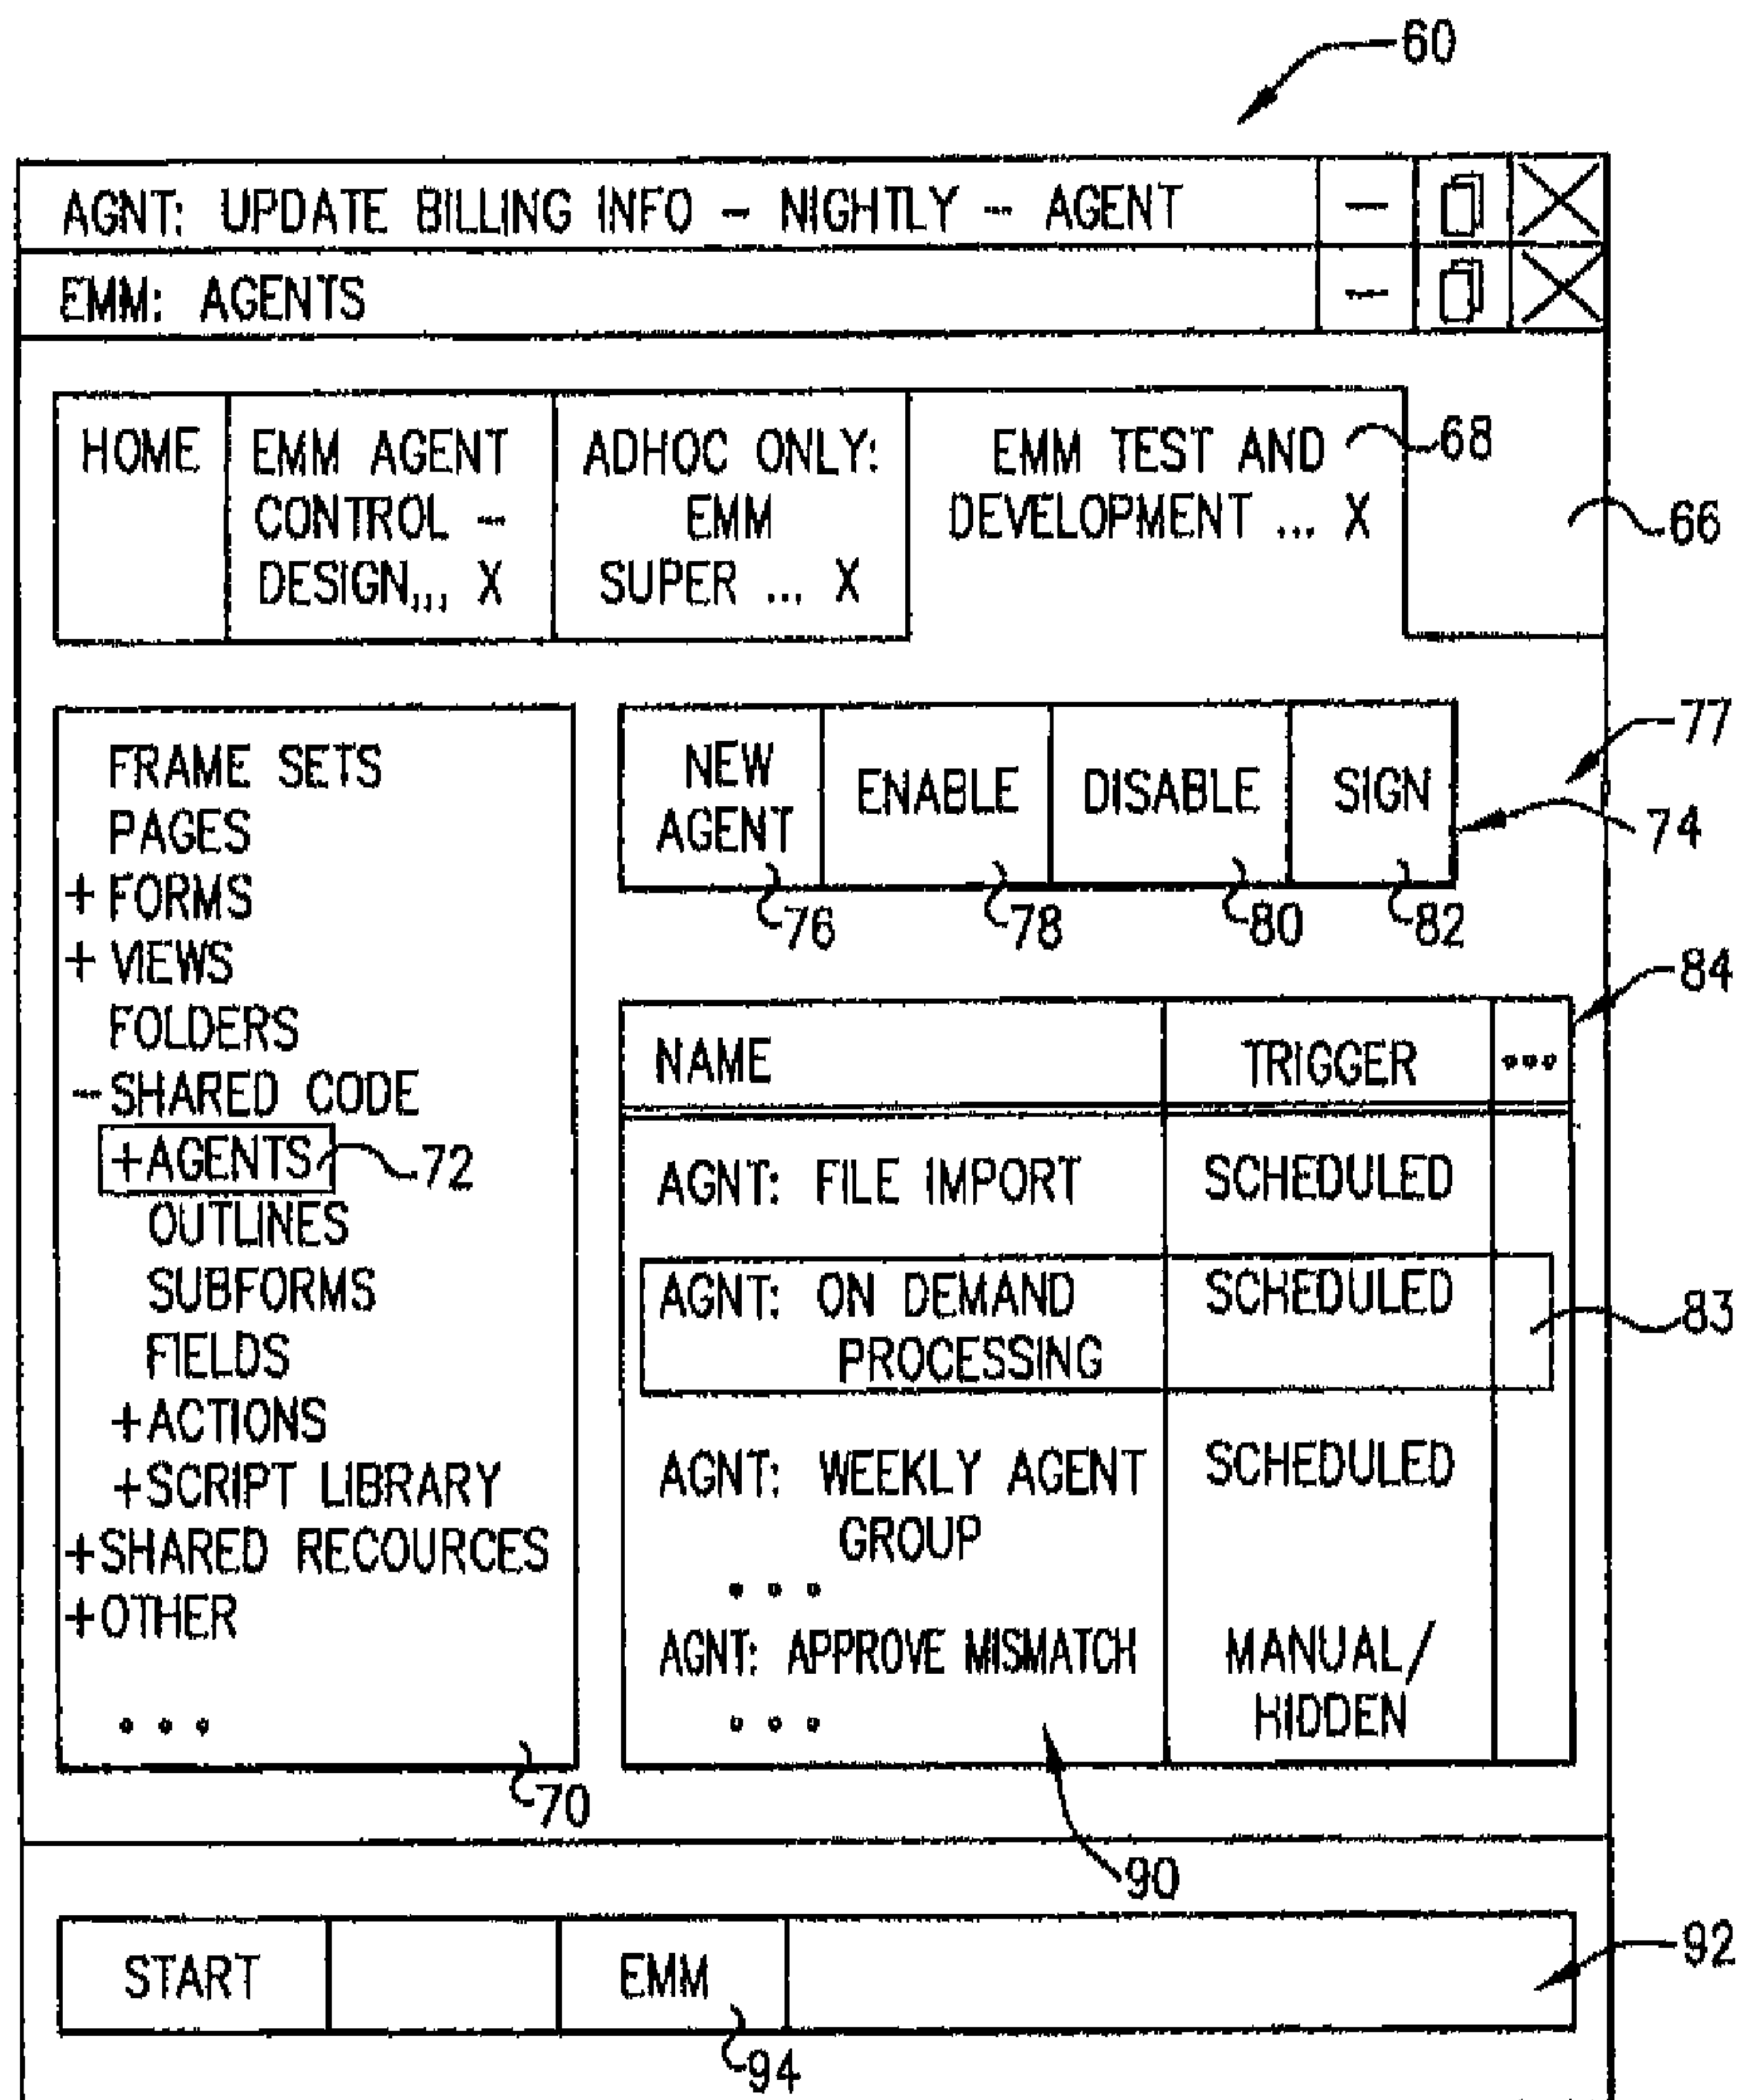 60
AGNT: UPDATE BILLING INFO - NIGHTLY -- AGENT
EMM: AGENTS
HOME
EMM AGENT
CONTROL --
DESIGN,,, X
ADHOC ONLY:
EMM
SUPER ... X
EMM TEST AND
DEVELOPMENT ... X
68
66
FRAME SETS
PAGES
+ FORMS
+ VIEWS
FOLDERS
--SHARED CODE
+AGENTS
72
OUTLINES
SUBFORMS
FIELDS
+ACTIONS
+SCRIPT LIBRARY
+SHARED RECOURCES
+OTHER
...
70
NEW
AGENT
ENABLE
DISABLE
SIGN
77
74
76
78
80
82
84
NAME
TRIGGER
...
AGNT: FILE IMPORT
SCHEDULED
AGNT: ON DEMAND
PROCESSING
SCHEDULED
83
AGNT: WEEKLY AGENT
GROUP
SCHEDULED
...
AGNT: APPROVE MISMATCH
MANUAL/
HIDDEN
...
90
START
EMM
92
94